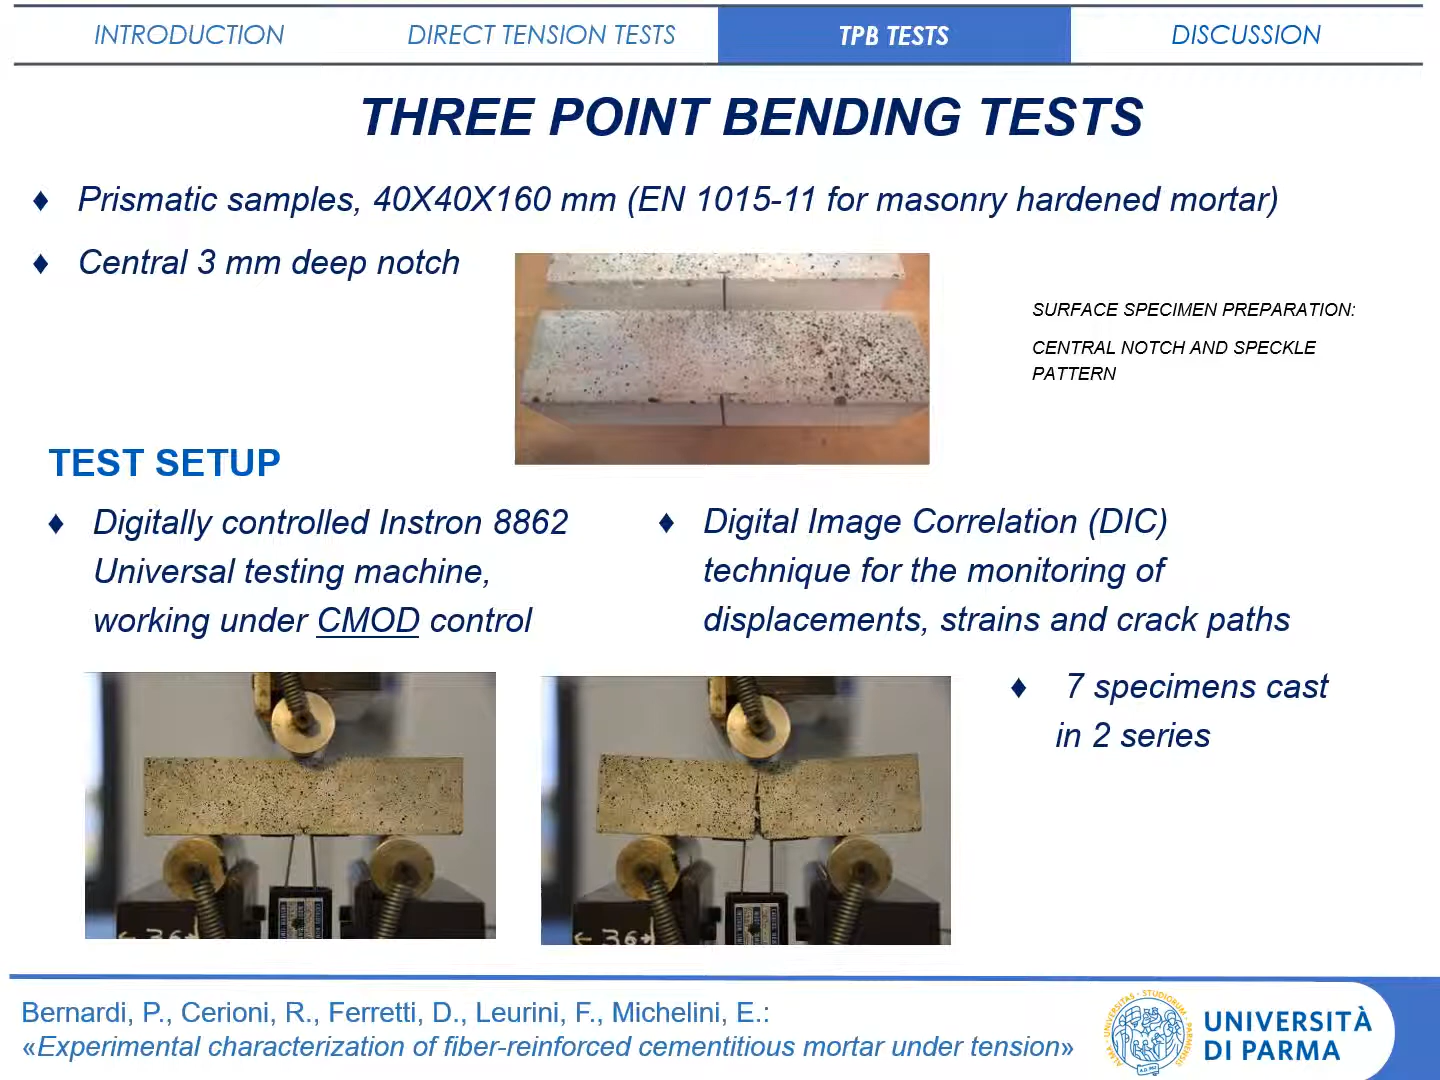 INTRODUCTION
DIRECT TENSION TESTS
TPB TESTS
DISCUSSION
THREE POINT BENDING TESTS
♦ Prismatic samples, 40X40X160 mm (EN 1015-11 for masonry hardened mortar)
♦ Central 3 mm deep notch
SURFACE SPECIMEN PREPARATION:
CENTRAL NOTCH AND SPECKLE
PATTERN
TEST SETUP
♦ Digitally controlled Instron 8862
Universal testing machine,
working under CMOD control
♦ Digital Image Correlation (DIC)
technique for the monitoring of
displacements, strains and crack paths
♦ 7 specimens cast
in 2 series
36
36
Bernardi, P., Cerioni, R., Ferretti, D., Leurini, F., Michelini, E.:
«Experimental characterization of fiber-reinforced cementitious mortar under tension»
UNIVERSITÀ
DI PARMA